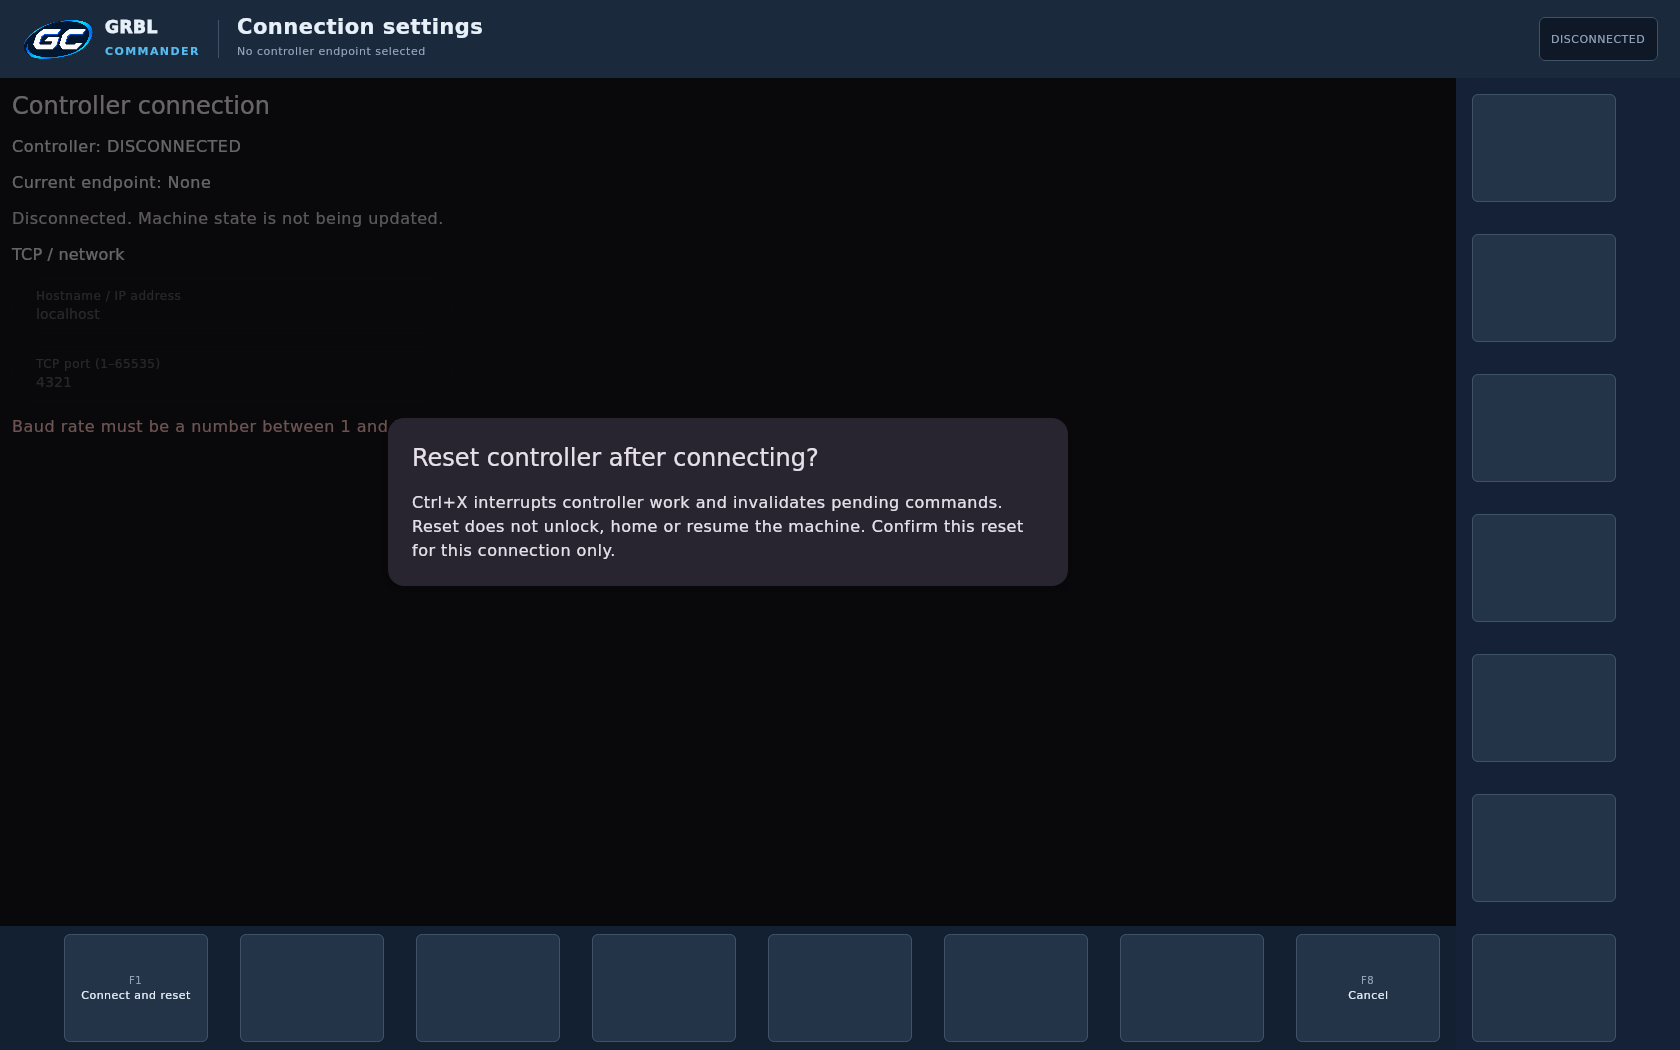 GC
GRBL
COMMANDER
Connection settings
No controller endpoint selected
DISCONNECTED
Controller connection
Controller: DISCONNECTED
Current endpoint: None
Disconnected. Machine state is not being updated.
TCP / network
Hostname / IP address
localhost
TCP port (1–65535)
4321
Baud rate must be a number between 1 and
Reset controller after connecting?
Ctrl+X interrupts controller work and invalidates pending commands.
Reset does not unlock, home or resume the machine. Confirm this reset
for this connection only.
F1
Connect and reset
F8
Cancel